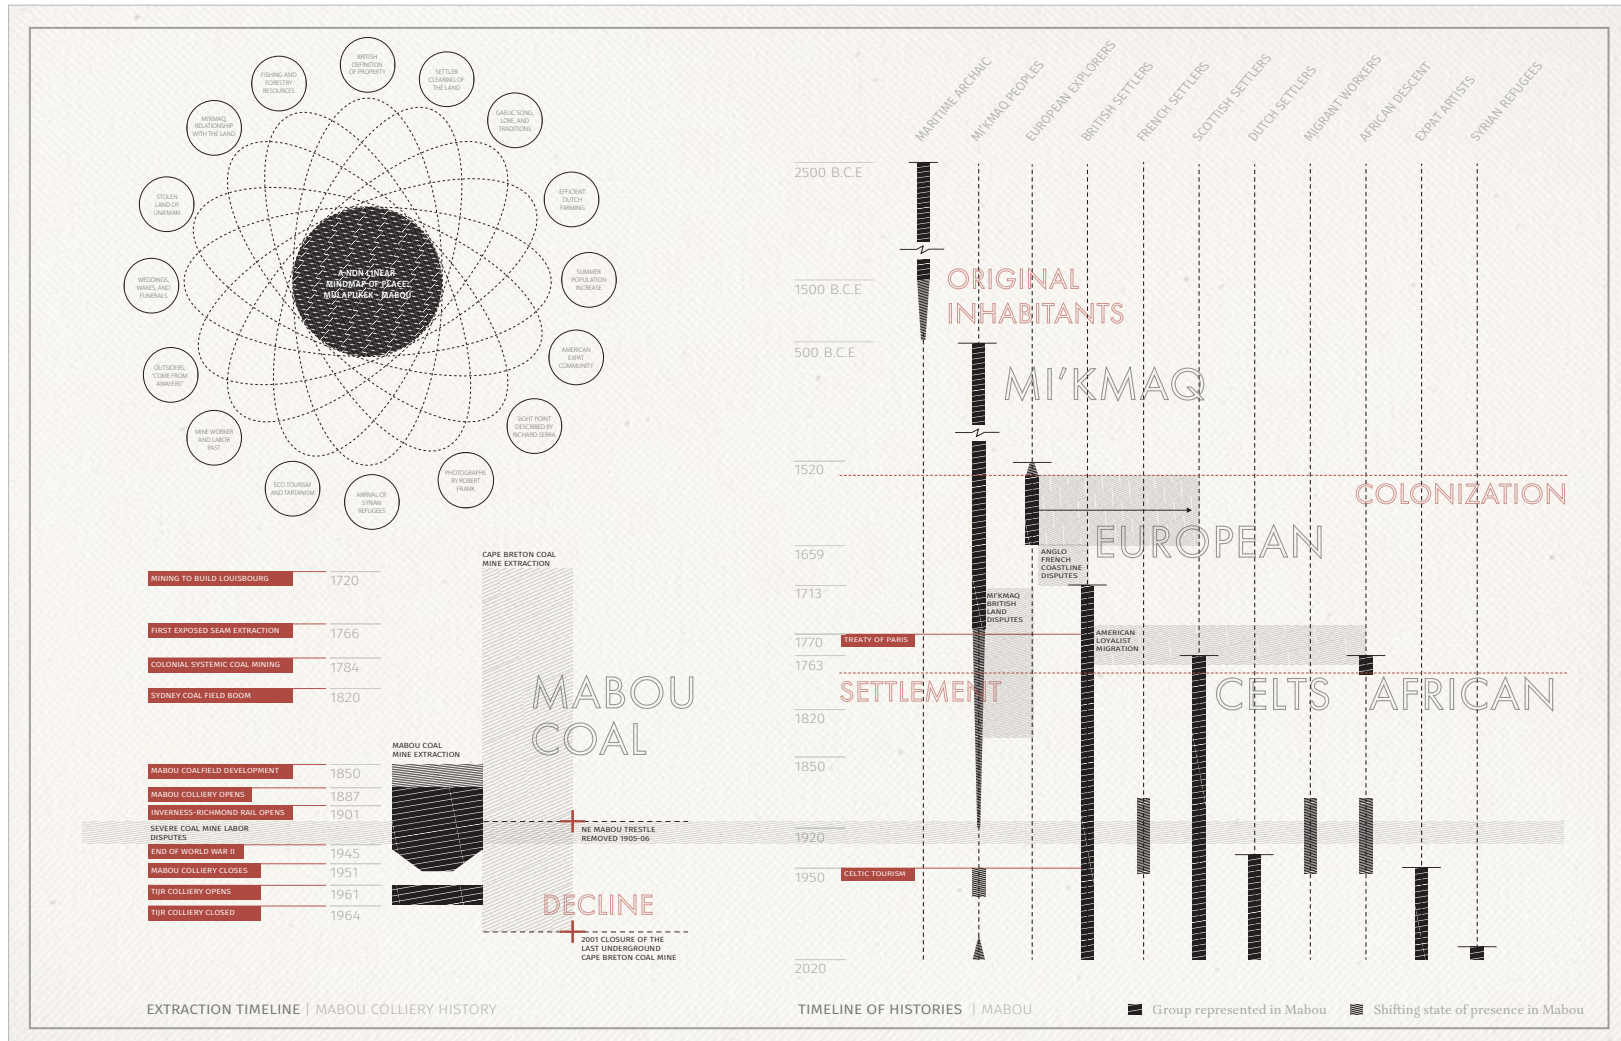 BRITISH
DEFINITION
OF PROPERTY
SETTLER
CLEARING OF
THE LAND
GAELIC SONG,
LORE, AND
TRADITIONS
EFFICIENT
DUTCH
FARMING
SUMMER
POPULATION
INCREASE
AMERICAN
EXPAT
COMMUNITY
SIGHT POINT
DESCRIBED BY
RICHARD SERRA
PHOTOGRAPHS
BY ROBERT
FRANK
ARRIVAL OF
SYRIAN
REFUGEES
ECO TOURISM
AND TARTANISM
MINE WORKER
AND LABOR
PAST
OUTSIDERS,
"COME FROM
AWAYERS"
WEDDINGS,
WAKES, AND
FUNERALS
STOLEN
LAND OF
UNA'MAKI
MI'KMAQ
RELATIONSHIP
WITH THE LAND
FISHING AND
FORESTRY
RESOURCES
A NON LINEAR
MINDMAP OF PLACE:
MULAPUKEK - MABOU
CAPE BRETON COAL
MINE EXTRACTION
MINING TO BUILD LOUISBOURG 1720
FIRST EXPOSED SEAM EXTRACTION 1766
COLONIAL SYSTEMIC COAL MINING 1784
SYDNEY COAL FIELD BOOM 1820
MABOU
COAL
MABOU COAL
MINE EXTRACTION
MABOU COALFIELD DEVELOPMENT 1850
MABOU COLLIERY OPENS 1887
INVERNESS-RICHMOND RAIL OPENS 1901
SEVERE COAL MINE LABOR
DISPUTES
NE MABOU TRESTLE
REMOVED 1905-06
END OF WORLD WAR II 1945
MABOU COLLIERY CLOSES 1951
TIJR COLLIERY OPENS 1961
TIJR COLLIERY CLOSED 1964
DECLINE
2001 CLOSURE OF THE
LAST UNDERGROUND
CAPE BRETON COAL MINE
EXTRACTION TIMELINE | MABOU COLLIERY HISTORY
MARITIME ARCHAIC
MI'KMAQ PEOPLES
EUROPEAN EXPLORERS
BRITISH SETTLERS
FRENCH SETTLERS
SCOTTISH SETTLERS
DUTCH SETTLERS
MIGRANT WORKERS
AFRICAN DESCENT
EXPAT ARTISTS
SYRIAN REFUGEES
2500 B.C.E
1500 B.C.E
ORIGINAL
INHABITANTS
500 B.C.E
MI'KMAQ
1520
COLONIZATION
EUROPEAN
1659
ANGLO
FRENCH
COASTLINE
DISPUTES
1713
MI'KMAQ
BRITISH
LAND
DISPUTES
1770
TREATY OF PARIS
AMERICAN
LOYALIST
MIGRATION
1763
SETTLEMENT
CELTS
AFRICAN
1820
1850
1920
1950
CELTIC TOURISM
2020
TIMELINE OF HISTORIES | MABOU
Group represented in Mabou
Shifting state of presence in Mabou